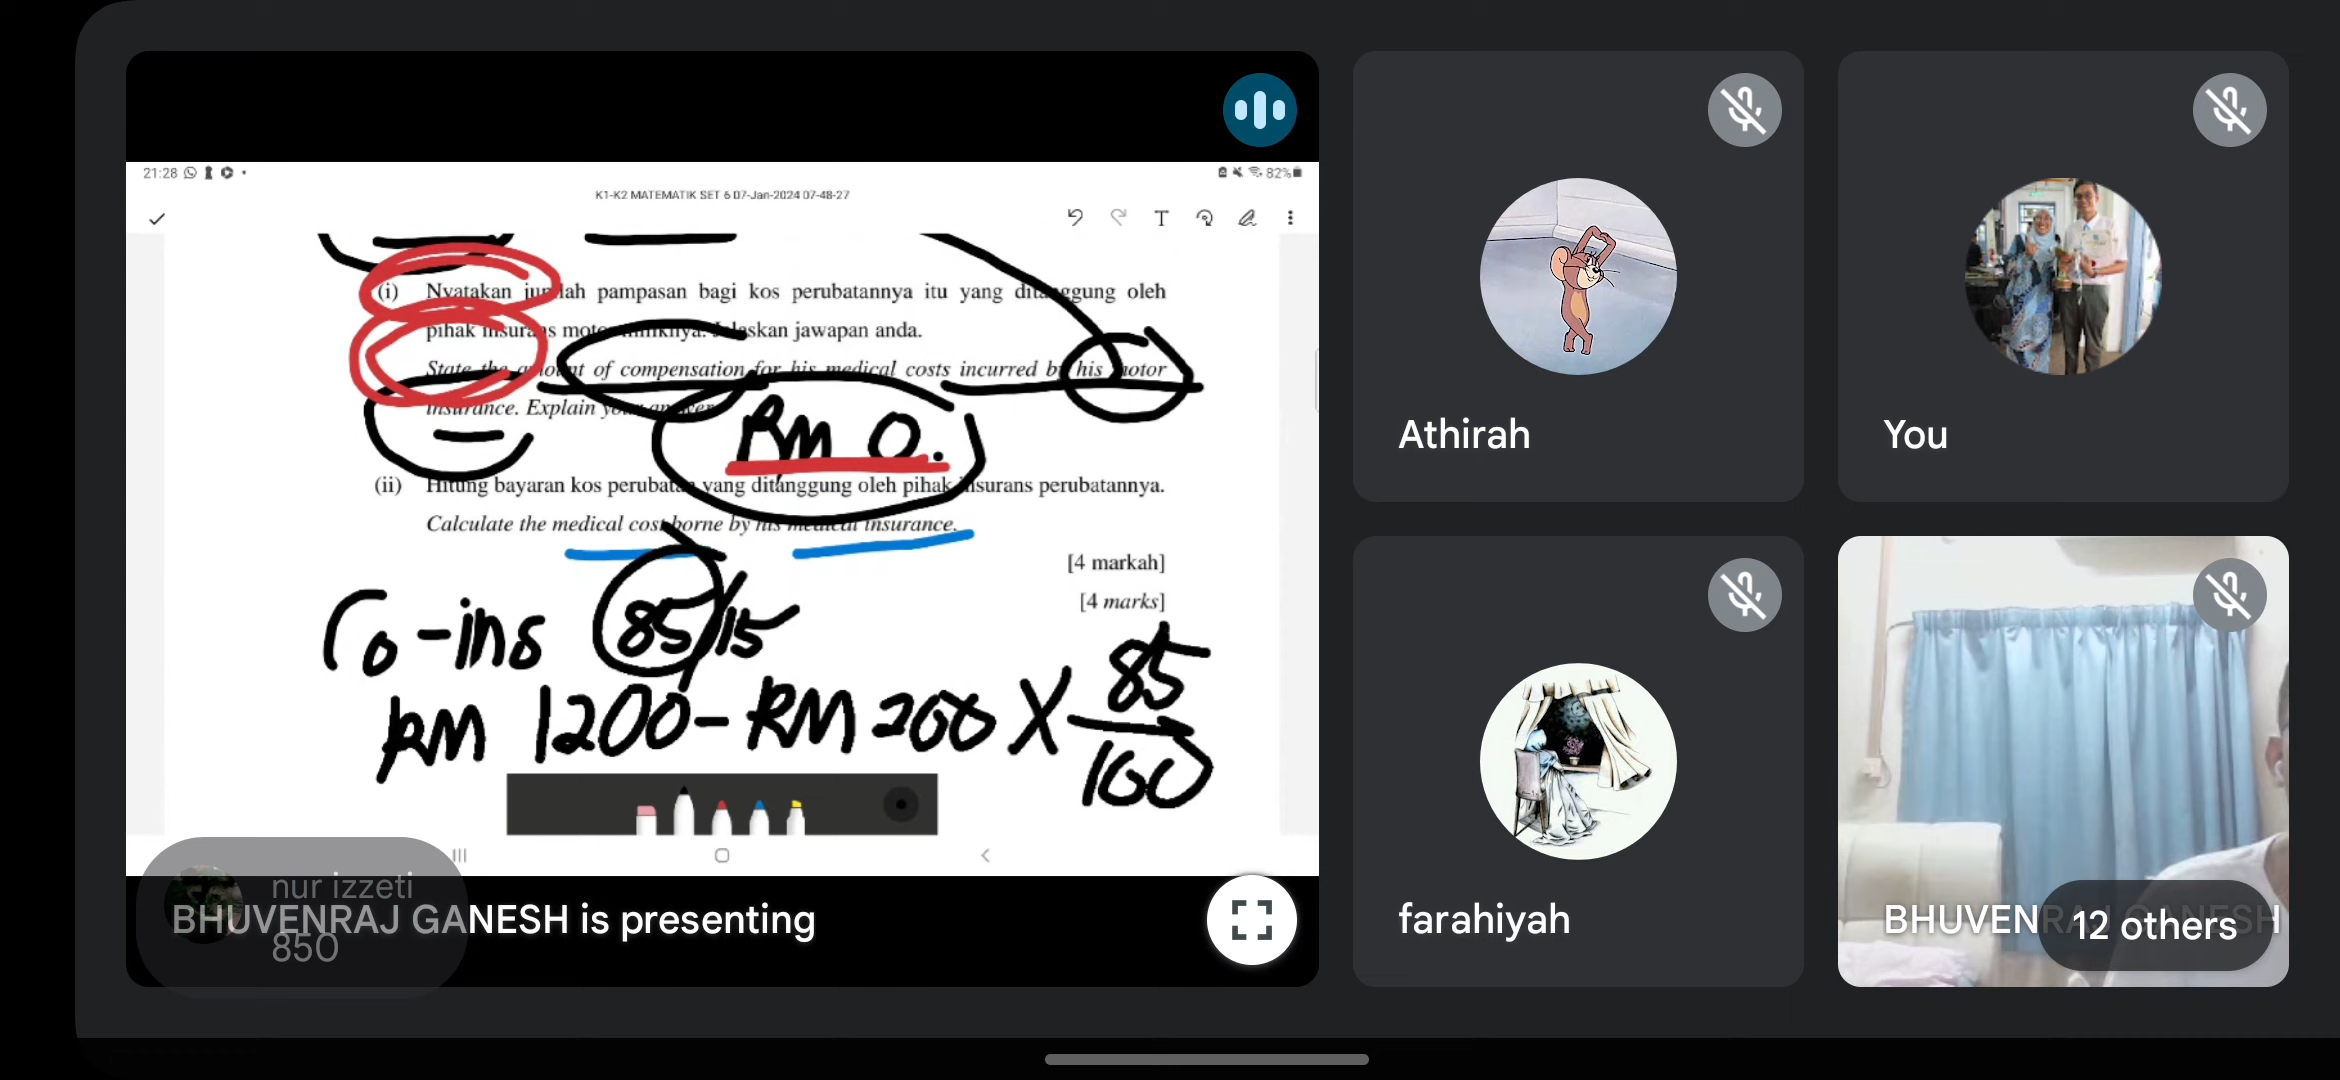 21:28
82%
K1-K2 MATEMATIK SET 6 07-Jan-2024 07-48-27
T
(i) Nyatakan jumlah pampasan bagi kos perubatannya itu yang ditanggung oleh
pihak insurans motor miliknya. Jelaskan jawapan anda.
State the amount of compensation for his medical costs incurred by his motor
insurance. Explain your answer.
RM 0.
(ii) Hitung bayaran kos perubatan yang ditanggung oleh pihak insurans perubatannya.
Calculate the medical cost borne by his medical insurance.
[4 markah]
[4 marks]
Co-ins 85/15
RM 1200 - RM 200 X 85
100
nur izzeti
850
BHUVENRAJ GANESH is presenting
Athirah
You
farahiyah
BHUVENRAJ GANESH
12 others